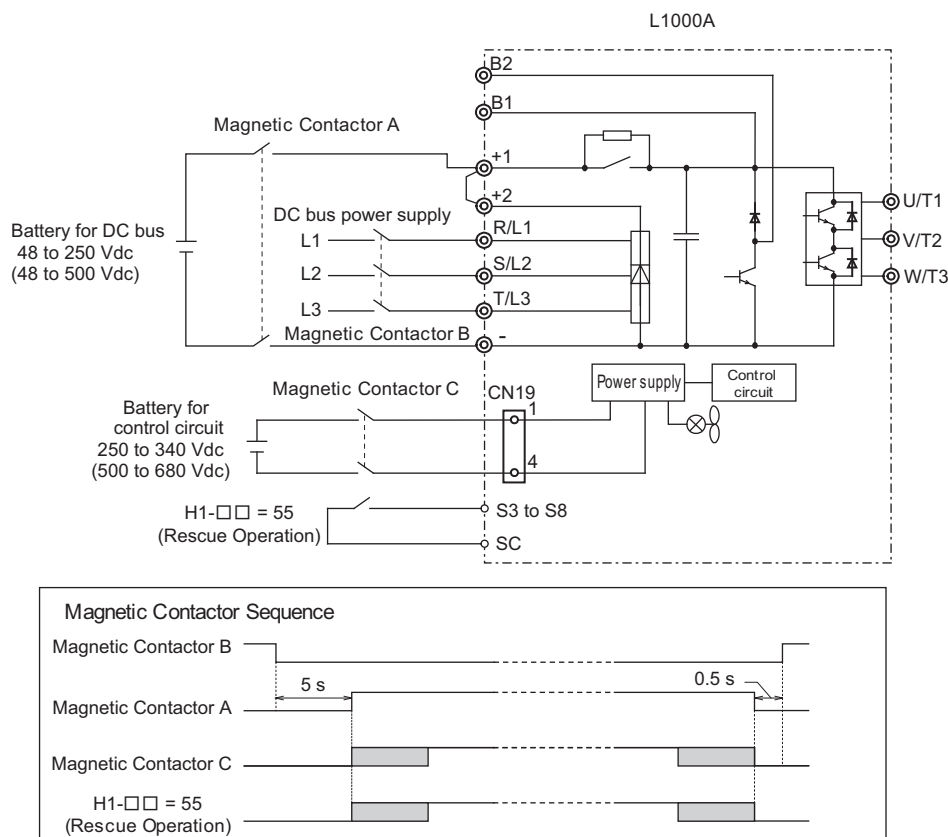 L1000A
B2
B1
Magnetic Contactor A
+1
+2
Battery for DC bus
48 to 250 Vdc
(48 to 500 Vdc)
DC bus power supply
L1
L2
L3
R/L1
S/L2
T/L3
U/T1
V/T2
W/T3
Magnetic Contactor B
-
Magnetic Contactor C
CN19
1
4
Power supply
Control
circuit
Battery for
control circuit
250 to 340 Vdc
(500 to 680 Vdc)
H1-□□ = 55
(Rescue Operation)
S3 to S8
SC
Magnetic Contactor Sequence
Magnetic Contactor B
5 s
0.5 s
Magnetic Contactor A
Magnetic Contactor C
H1-□□ = 55
(Rescue Operation)